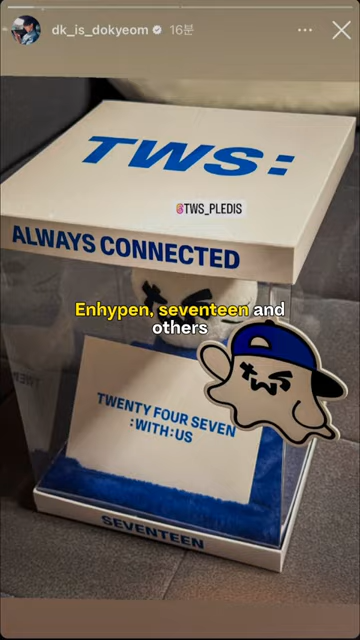 dk_is_dokyeom 16분
TWS:
@TWS_PLEDIS
ALWAYS CONNECTED
Enhypen, seventeen and
others
TWENTY FOUR SEVEN
:WITH:US
SEVENTEEN